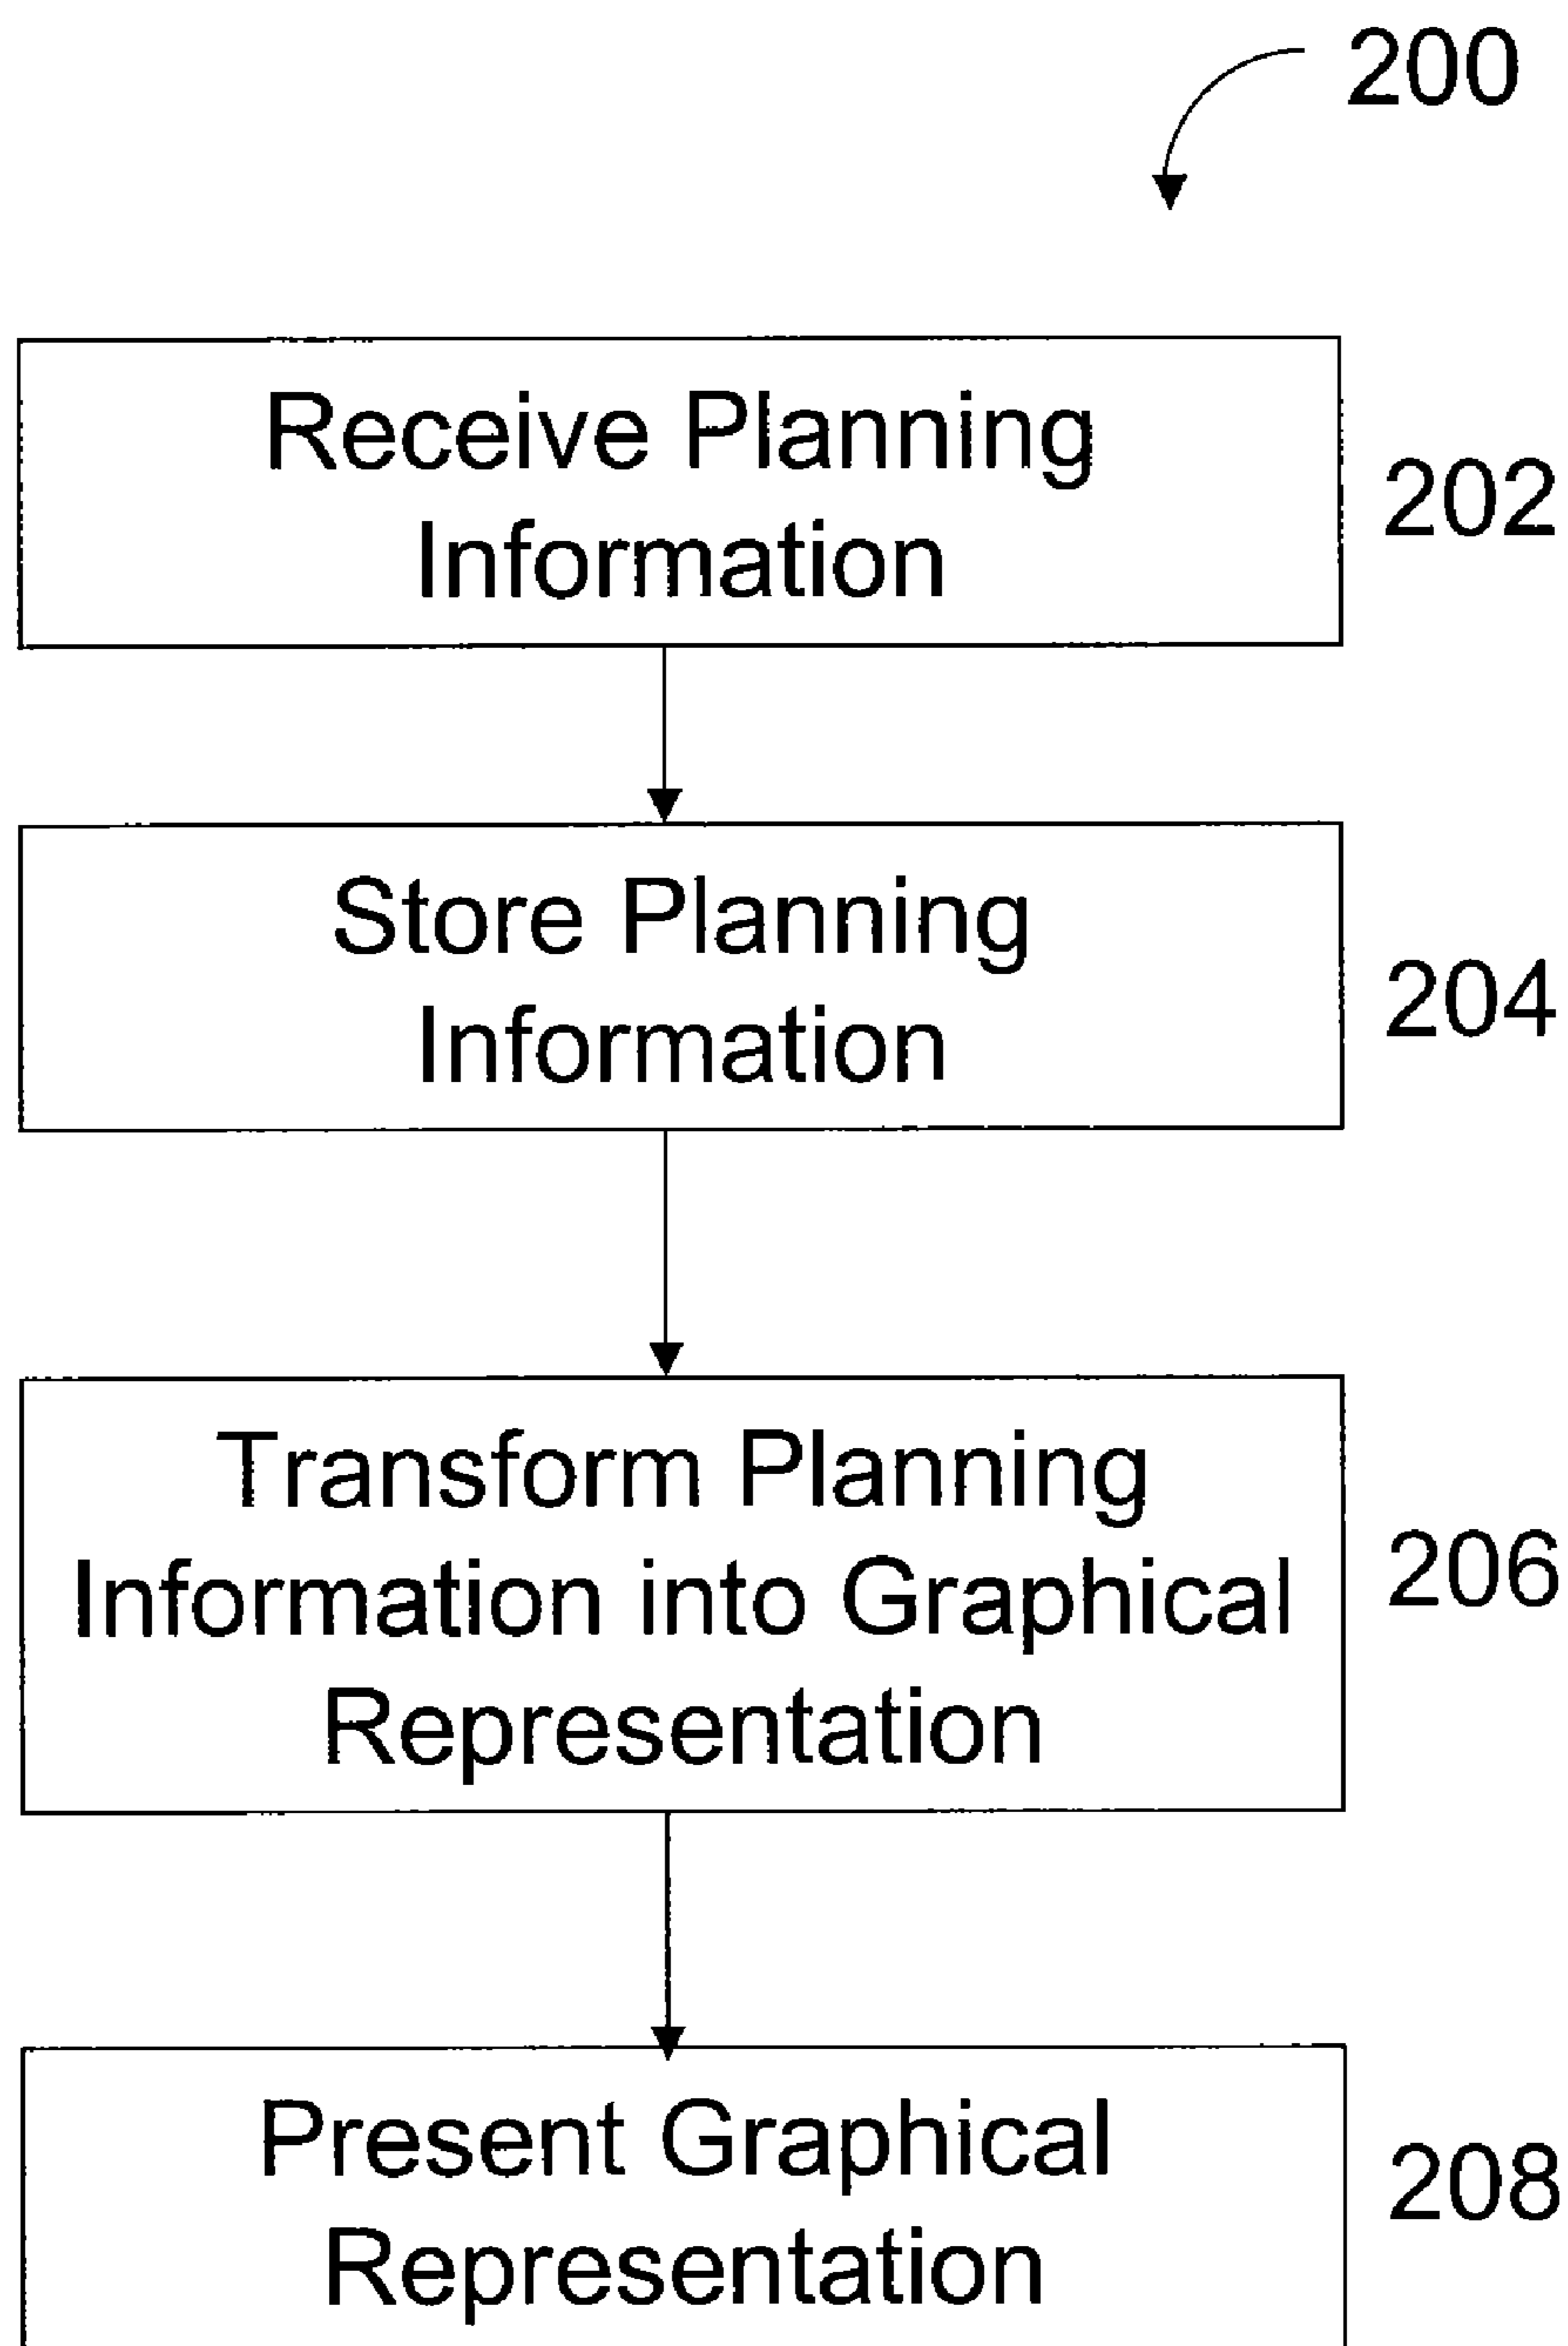 200
Receive Planning
Information
202
Store Planning
Information
204
Transform Planning
Information into Graphical
Representation
206
Present Graphical
Representation
208